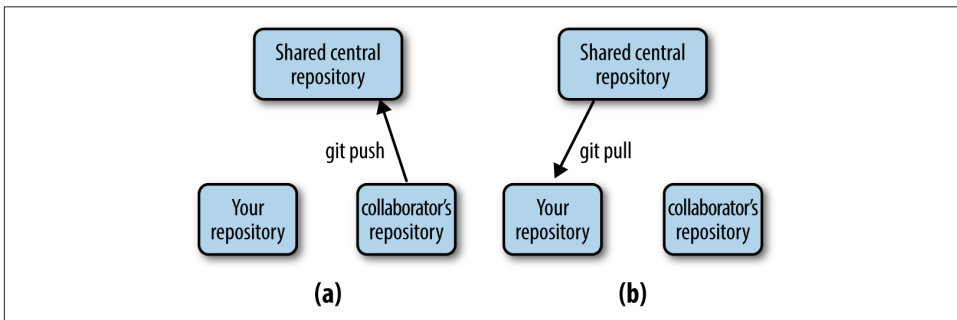 Shared central
repository
git push
Your
repository
collaborator's
repository
(a)
Shared central
repository
git pull
Your
repository
collaborator's
repository
(b)